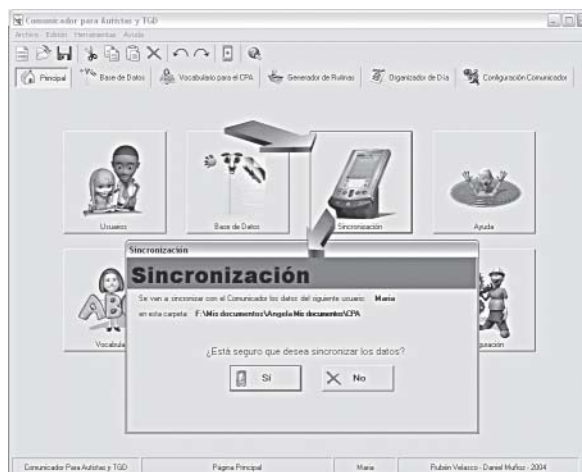 Comunicador para Autistas y TGD
Archivo Edición Herramientas Ayuda
Principal
Base de Datos
Vocabulario para el CPA
Generador de Rutinas
Organizador de Día
Configuración Comunicador
Usuarios
Base de Datos
Sincronización
Ayuda
Sincronización
Sincronización
Se van a sincronizar con el Comunicador los datos del siguiente usuario: Maria
en esta carpeta: F:\Mis documentos\Angela Mis documentos\CPA
Vocabula
guración
¿Está seguro que desea sincronizar los datos?
Sí
No
Comunicador Para Autistas y TGD
Página Principal
Maria
Rubén Velasco - Daniel Muñoz - 2004